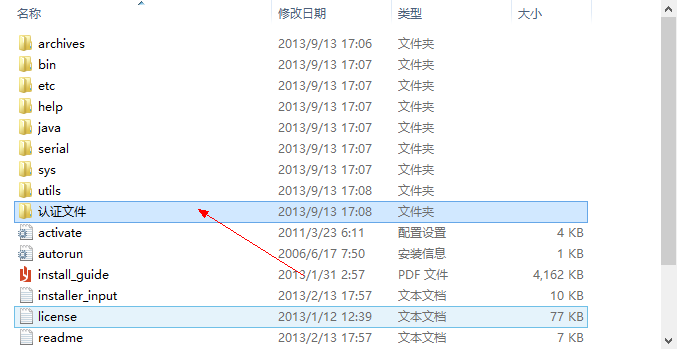 名称 修改日期 类型 大小
archives 2013/9/13 17:06 文件夹
bin 2013/9/13 17:07 文件夹
etc 2013/9/13 17:07 文件夹
help 2013/9/13 17:07 文件夹
java 2013/9/13 17:07 文件夹
serial 2013/9/13 17:07 文件夹
sys 2013/9/13 17:07 文件夹
utils 2013/9/13 17:08 文件夹
认证文件 2013/9/13 17:08 文件夹
activate 2011/3/23 6:11 配置设置 4 KB
autorun 2006/6/17 7:50 安装信息 1 KB
install_guide 2013/1/31 2:57 PDF 文件 4,162 KB
installer_input 2013/2/13 17:57 文本文档 10 KB
license 2013/1/12 12:39 文本文档 77 KB
readme 2013/2/13 17:57 文本文档 7 KB